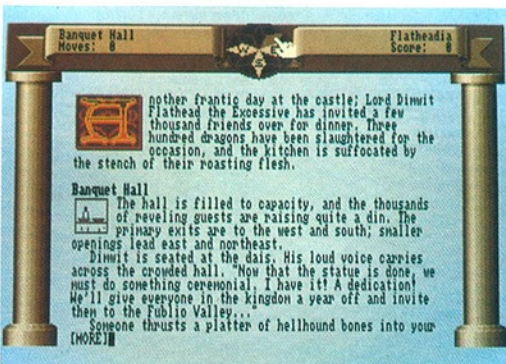 Banquet Hall Flatheadia
Moves: 0 Score: 0
W E
S
Another frantic day at the castle; Lord Dimwit
Flathead the Excessive has invited a few
thousand friends over for dinner. Three
hundred dragons have been slaughtered for the
occasion, and the kitchen is suffocated by
the stench of their roasting flesh.
Banquet Hall
The hall is filled to capacity, and the thousands
of reveling guests are raising quite a din. The
primary exits are to the west and south; smaller
openings lead east and northeast.
Dimwit is seated at the dais. His loud voice carries
across the crowded hall. "Now that the statue is done, we
must do something ceremonial. I have it! A dedication!
We'll give everyone in the kingdom a year off and invite
them to the Fublio Valley..."
Someone thrusts a platter of hellhound bones into your
[MORE]